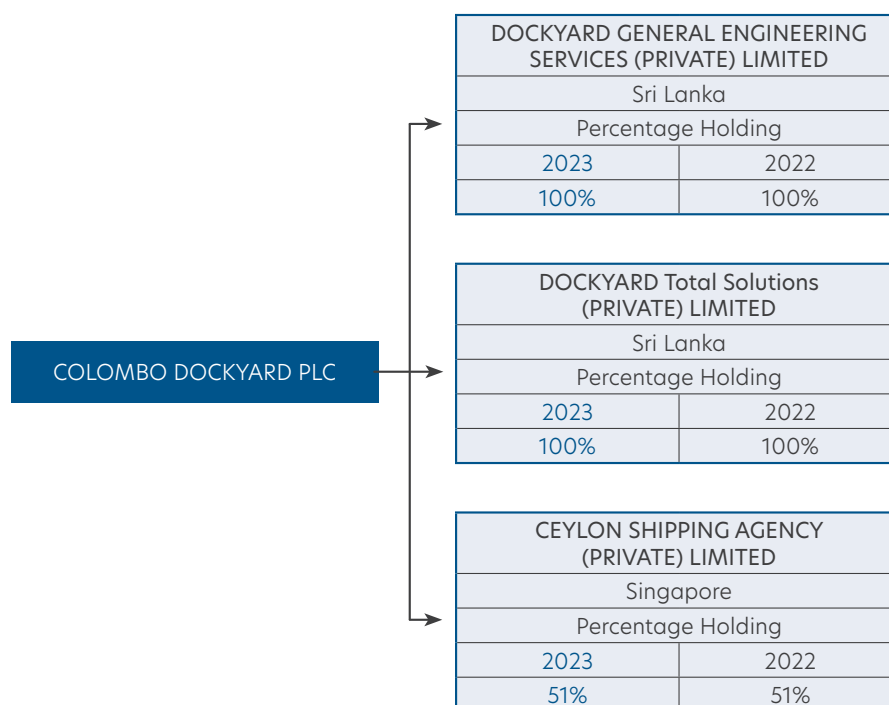 COLOMBO DOCKYARD PLC
DOCKYARD GENERAL ENGINEERING
SERVICES (PRIVATE) LIMITED
Sri Lanka
Percentage Holding
2023 2022
100% 100%
DOCKYARD Total Solutions
(PRIVATE) LIMITED
Sri Lanka
Percentage Holding
2023 2022
100% 100%
CEYLON SHIPPING AGENCY
(PRIVATE) LIMITED
Singapore
Percentage Holding
2023 2022
51% 51%